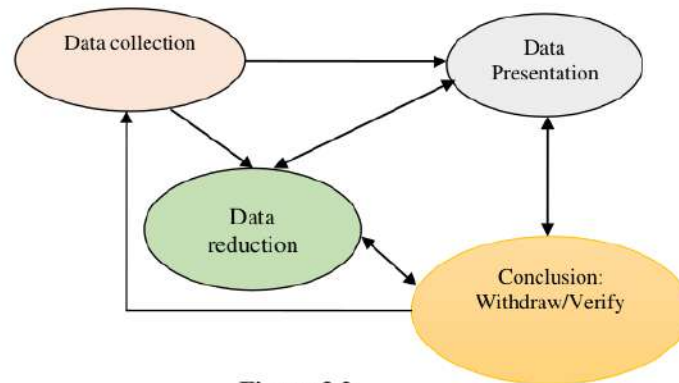 Data collection
Data
Presentation
Data
reduction
Conclusion:
Withdraw/Verify